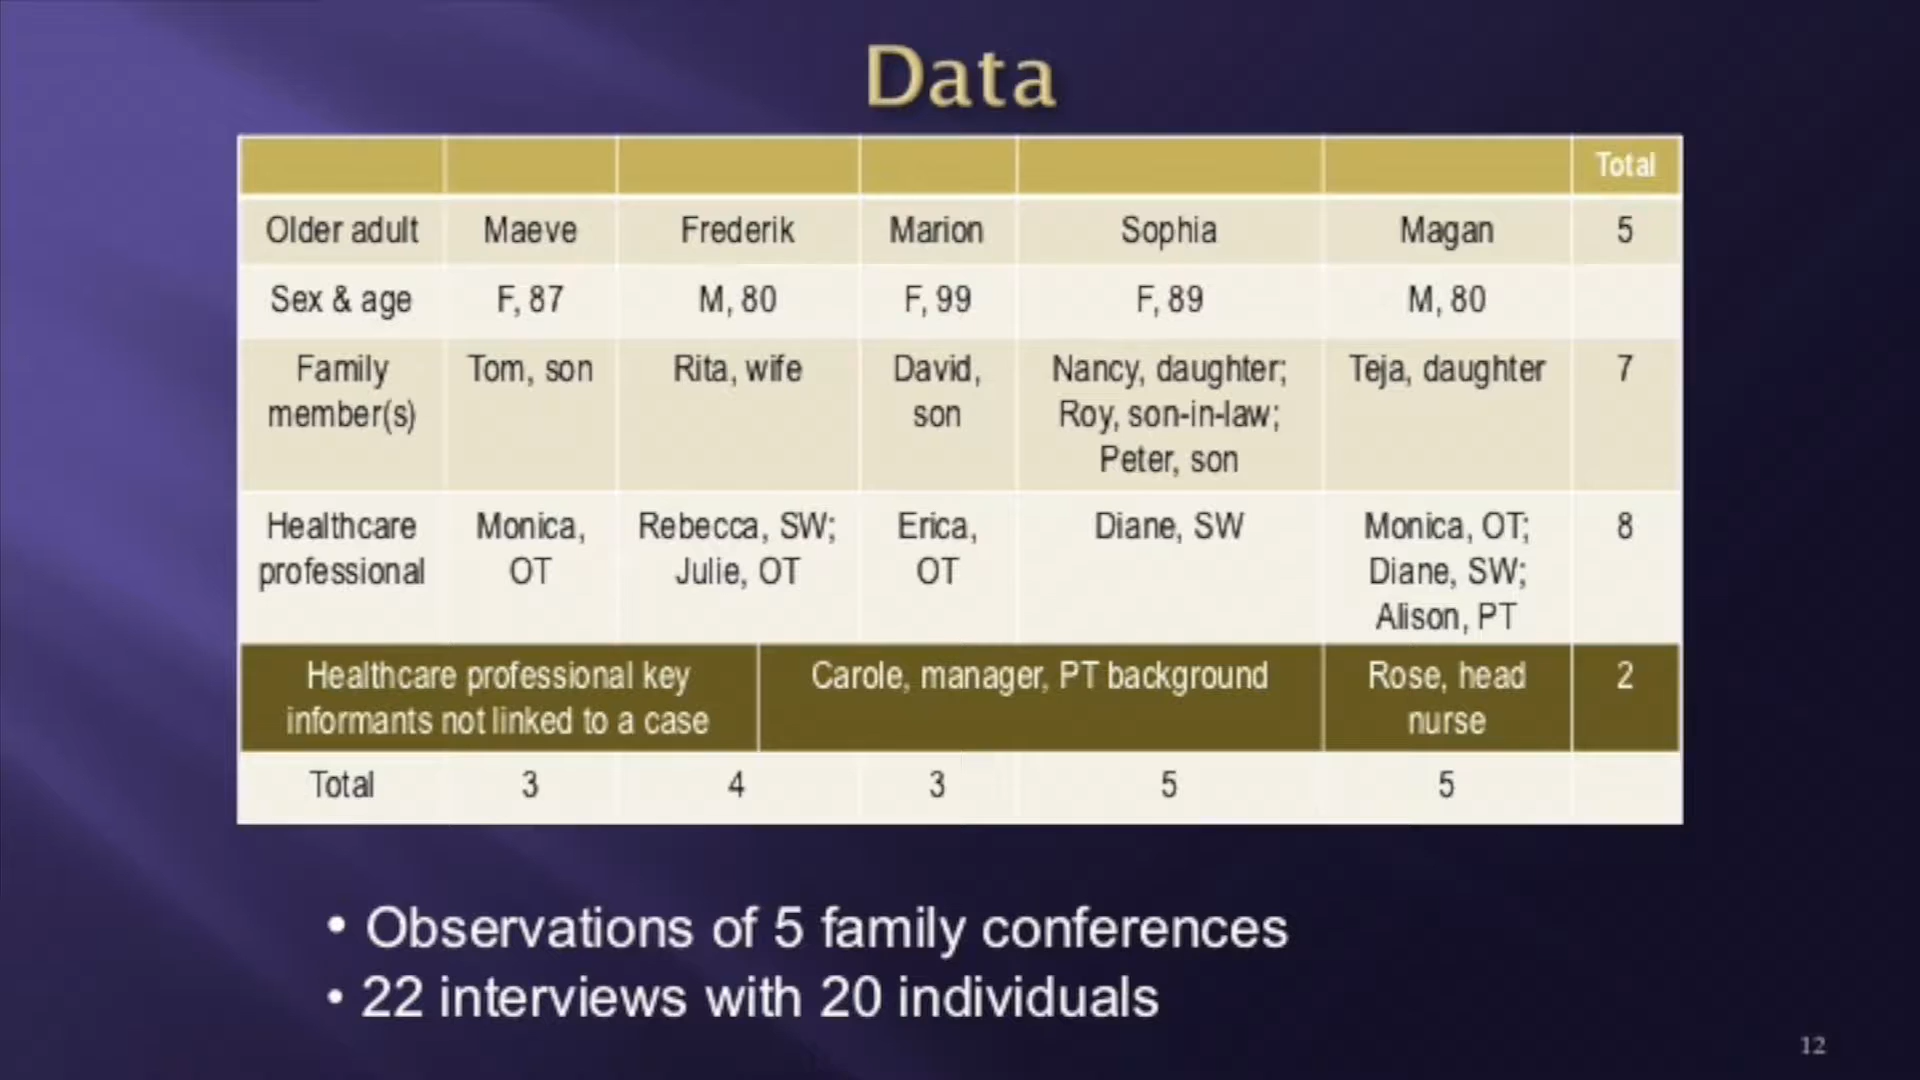 Data
Total
Older adult Maeve Frederik Marion Sophia Magan 5
Sex & age F, 87 M, 80 F, 99 F, 89 M, 80
Family member(s) Tom, son Rita, wife David, son Nancy, daughter; Roy, son-in-law; Peter, son Teja, daughter 7
Healthcare professional Monica, OT Rebecca, SW; Julie, OT Erica, OT Diane, SW Monica, OT; Diane, SW; Alison, PT 8
Healthcare professional key informants not linked to a case Carole, manager, PT background Rose, head nurse 2
Total 3 4 3 5 5
• Observations of 5 family conferences
• 22 interviews with 20 individuals
12